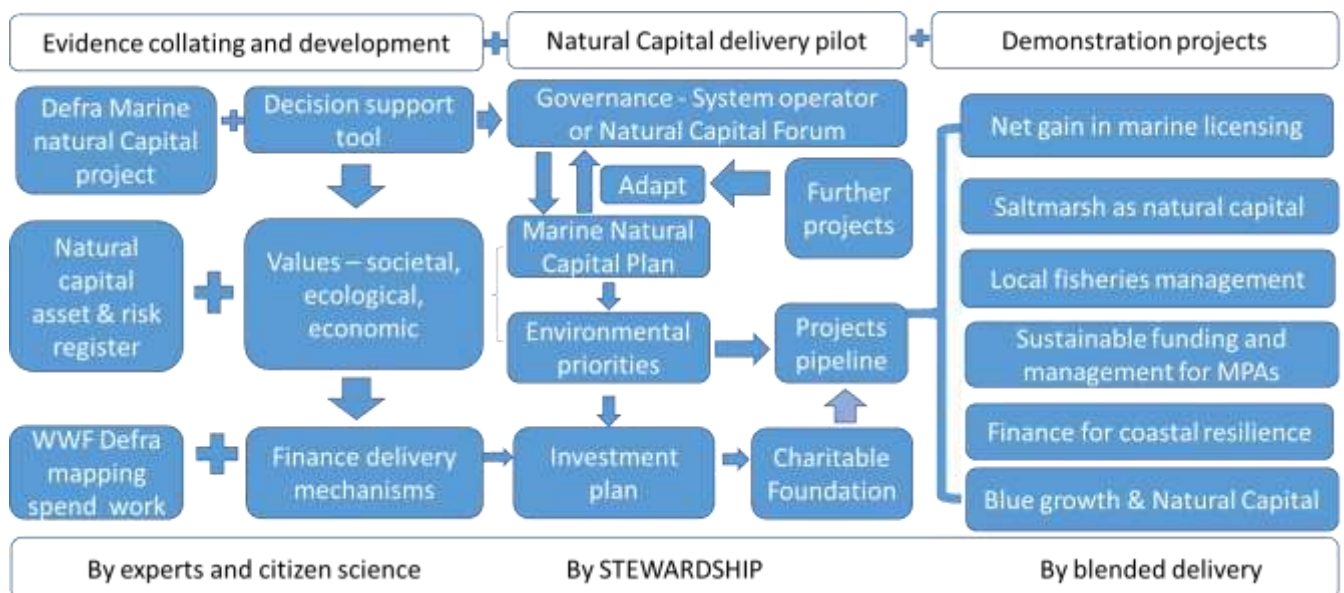 Evidence collating and development
Natural Capital delivery pilot
Demonstration projects
Defra Marine
natural Capital
project
Decision support
tool
Governance - System operator
or Natural Capital Forum
Adapt
Further
projects
Natural
capital
asset & risk
register
Values – societal,
ecological,
economic
Marine Natural
Capital Plan
Environmental
priorities
Projects
pipeline
WWF Defra
mapping
spend work
Finance delivery
mechanisms
Investment
plan
Charitable
Foundation
Net gain in marine licensing
Saltmarsh as natural capital
Local fisheries management
Sustainable funding and
management for MPAs
Finance for coastal resilience
Blue growth & Natural Capital
By experts and citizen science
By STEWARDSHIP
By blended delivery